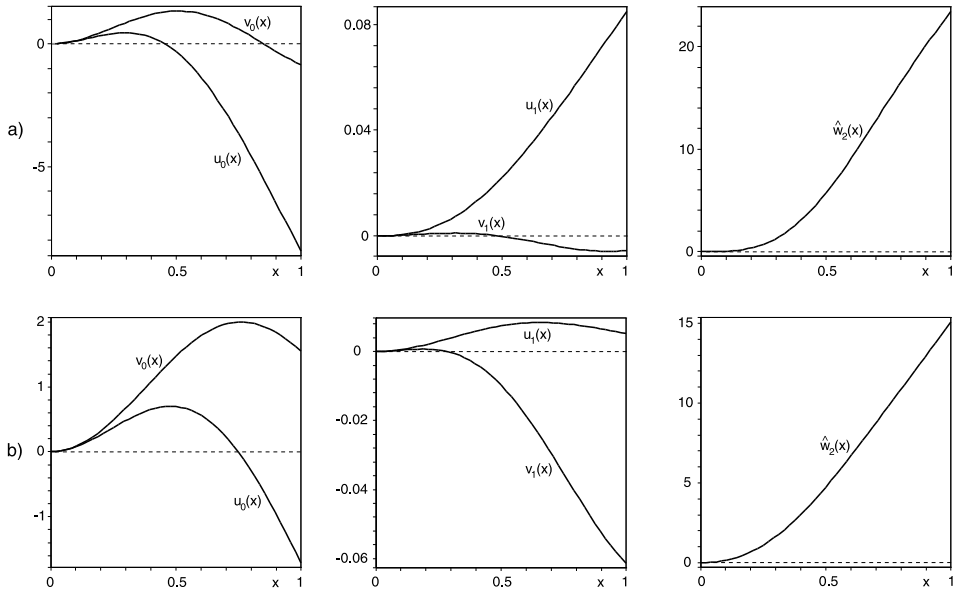 a)
0
-5
v0(x)
u0(x)
0 0.5 x 1
0.08
0.04
0
u1(x)
v1(x)
0 0.5 x 1
20
10
0
ŵ2(x)
0 0.5 x 1
b)
2
1
0
-1
v0(x)
u0(x)
0 0.5 x 1
0
-0.02
-0.04
-0.06
u1(x)
v1(x)
0 0.5 x 1
15
10
5
0
ŵ2(x)
0 0.5 x 1